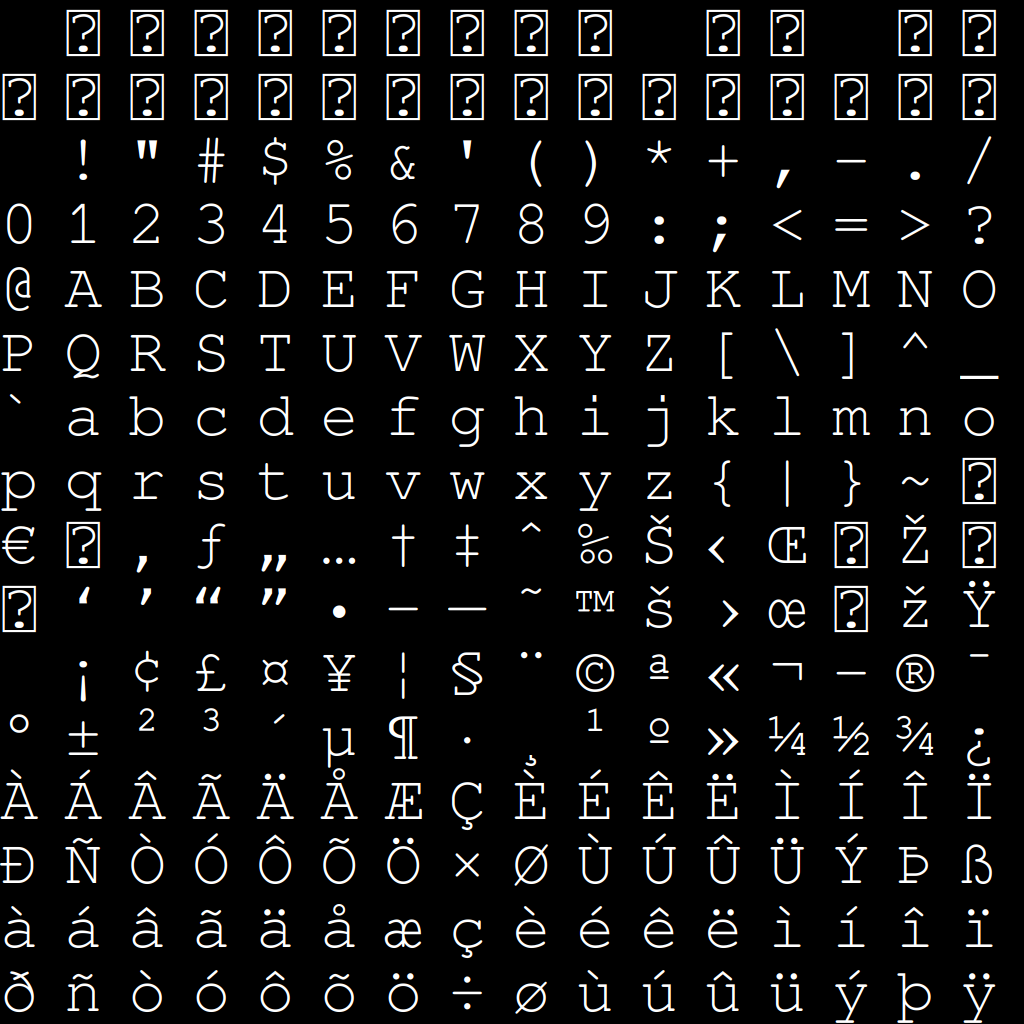 ⍰ ⍰ ⍰ ⍰ ⍰ ⍰ ⍰ ⍰ ⍰ ⍰ ⍰ ⍰ ⍰
⍰ ⍰ ⍰ ⍰ ⍰ ⍰ ⍰ ⍰ ⍰ ⍰ ⍰ ⍰ ⍰ ⍰ ⍰ ⍰
! " # $ % & ' ( ) * + , - . /
0 1 2 3 4 5 6 7 8 9 : ; < = > ?
@ A B C D E F G H I J K L M N O
P Q R S T U V W X Y Z [ \ ] ^ _
` a b c d e f g h i j k l m n o
p q r s t u v w x y z { | } ~ ⍰
€ ⍰ ‚ ƒ „ … † ‡ ˆ ‰ Š ‹ Œ ⍰ Ž ⍰
⍰ ‘ ’ “ ” • – — ˜ ™ š › œ ⍰ ž Ÿ
¡ ¢ £ ¤ ¥ ¦ § ¨ © ª « ¬ - ® ¯
° ± ² ³ ´ µ ¶ · ¸ ¹ º » ¼ ½ ¾ ¿
À Á Â Ã Ä Å Æ Ç È É Ê Ë Ì Í Î Ï
Ð Ñ Ò Ó Ô Õ Ö × Ø Ù Ú Û Ü Ý Þ ß
à á â ã ä å æ ç è é ê ë ì í î ï
ð ñ ò ó ô õ ö ÷ ø ù ú û ü ý þ ÿ